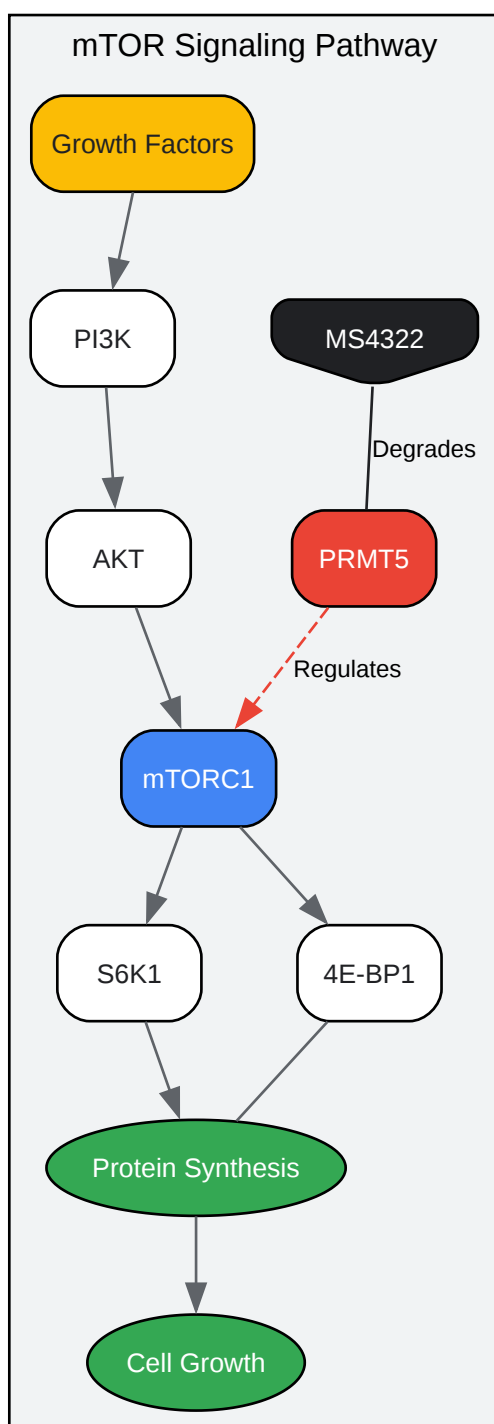 mTOR Signaling Pathway
Growth Factors
PI3K
MS4322
Degrades
AKT
PRMT5
Regulates
mTORC1
S6K1
4E-BP1
Protein Synthesis
Cell Growth